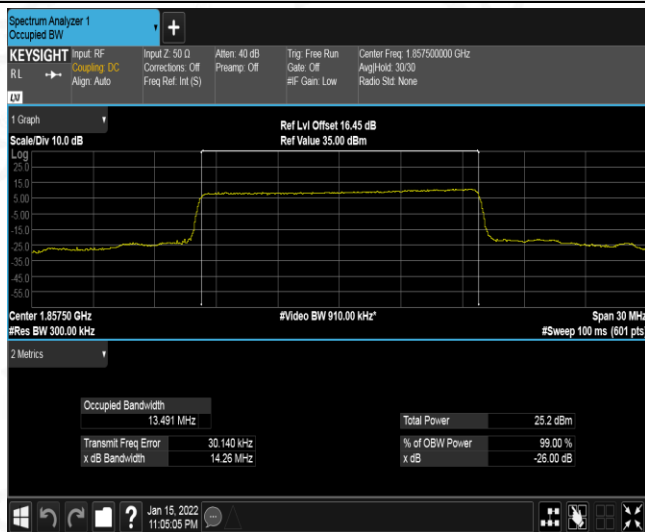 Spectrum Analyzer 1
Occupied BW
+
KEYSIGHT Input: RF
RL
Coupling: DC
Align: Auto
Input Z: 50 Ω
Corrections: Off
Freq Ref: Int (S)
Atten: 40 dB
Preamp: Off
Trig: Free Run
Gate: Off
#IF Gain: Low
Center Freq: 1.857500000 GHz
Avg|Hold: 30/30
Radio Std: None
LXI
1 Graph
Scale/Div 10.0 dB
Ref Lvl Offset 16.45 dB
Ref Value 35.00 dBm
Log
25.0
15.0
5.00
-5.00
-15.0
-25.0
-35.0
-45.0
-55.0
Center 1.85750 GHz
#Res BW 300.00 kHz
#Video BW 910.00 kHz*
Span 30 MHz
#Sweep 100 ms (601 pts)
2 Metrics
Occupied Bandwidth
13.491 MHz
Total Power 25.2 dBm
Transmit Freq Error 30.140 kHz
% of OBW Power 99.00 %
x dB Bandwidth 14.26 MHz
x dB -26.00 dB
?
Jan 15, 2022
11:05:05 PM